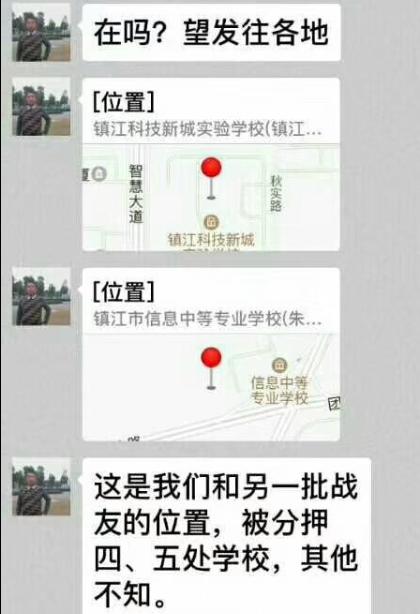 在吗？望发往各地
[位置]
镇江科技新城实验学校(镇江...
智慧大道
秋实路
镇江科技新城
[位置]
镇江市信息中等专业学校(朱...
信息中等
专业学校
团
这是我们和另一批战
友的位置，被分押
四、五处学校，其他
不知。